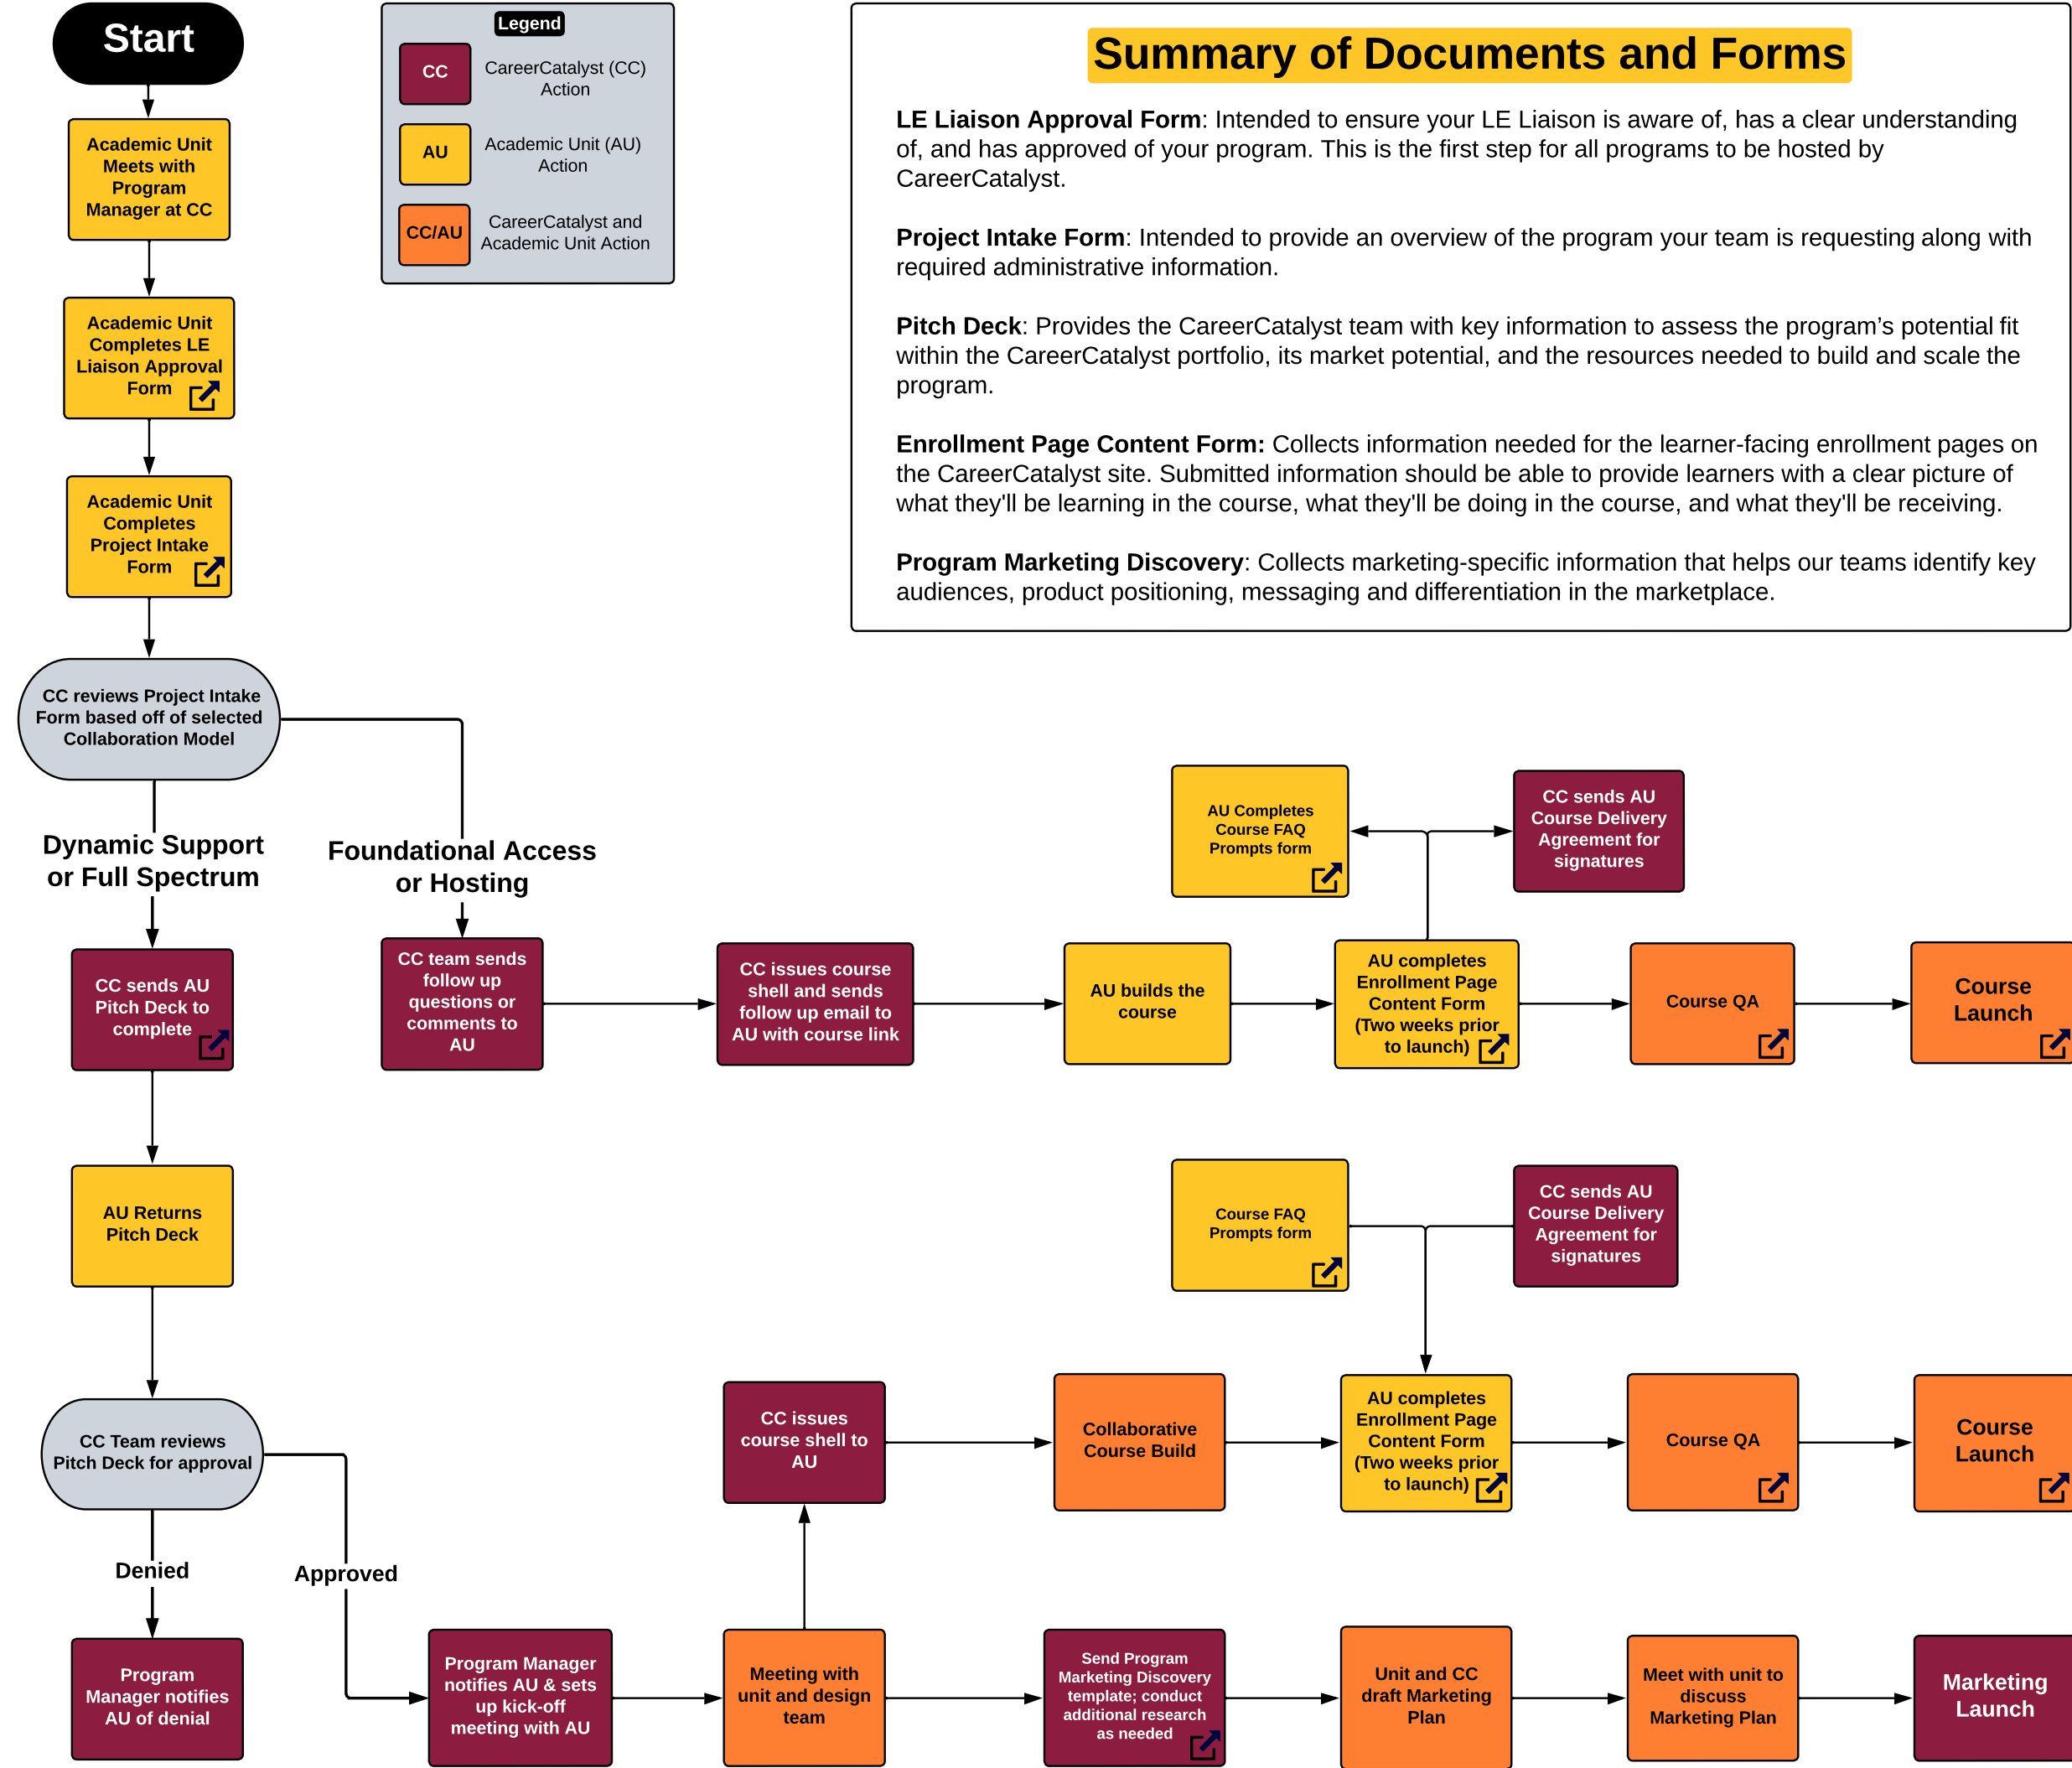 Start
Academic Unit
Meets with
Program
Manager at CC
Academic Unit
Completes LE
Liaison Approval
Form
Academic Unit
Completes
Project Intake
Form
CC reviews Project Intake
Form based off of selected
Collaboration Model
Legend
CC
CareerCatalyst (CC)
Action
AU
Academic Unit (AU)
Action
CC/AU
CareerCatalyst and
Academic Unit Action
Summary of Documents and Forms
LE Liaison Approval Form: Intended to ensure your LE Liaison is aware of, has a clear understanding
of, and has approved of your program. This is the first step for all programs to be hosted by
CareerCatalyst.
Project Intake Form: Intended to provide an overview of the program your team is requesting along with
required administrative information.
Pitch Deck: Provides the CareerCatalyst team with key information to assess the program’s potential fit
within the CareerCatalyst portfolio, its market potential, and the resources needed to build and scale the
program.
Enrollment Page Content Form: Collects information needed for the learner-facing enrollment pages on
the CareerCatalyst site. Submitted information should be able to provide learners with a clear picture of
what they'll be learning in the course, what they'll be doing in the course, and what they'll be receiving.
Program Marketing Discovery: Collects marketing-specific information that helps our teams identify key
audiences, product positioning, messaging and differentiation in the marketplace.
Dynamic Support
or Full Spectrum
Foundational Access
or Hosting
AU Completes
Course FAQ
Prompts form
CC sends AU
Course Delivery
Agreement for
signatures
CC sends AU
Pitch Deck to
complete
CC team sends
follow up
questions or
comments to
AU
CC issues course
shell and sends
follow up email to
AU with course link
AU builds the
course
AU completes
Enrollment Page
Content Form
(Two weeks prior
to launch)
Course QA
Course
Launch
AU Returns
Pitch Deck
Course FAQ
Prompts form
CC sends AU
Course Delivery
Agreement for
signatures
CC Team reviews
Pitch Deck for approval
CC issues
course shell to
AU
Collaborative
Course Build
AU completes
Enrollment Page
Content Form
(Two weeks prior
to launch)
Course QA
Course
Launch
Denied
Approved
Program
Manager notifies
AU of denial
Program Manager
notifies AU & sets
up kick-off
meeting with AU
Meeting with
unit and design
team
Send Program
Marketing Discovery
template; conduct
additional research
as needed
Unit and CC
draft Marketing
Plan
Meet with unit to
discuss
Marketing Plan
Marketing
Launch